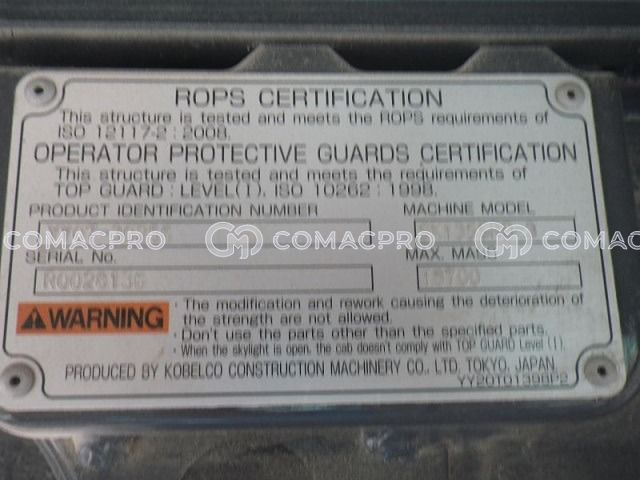 ROPS CERTIFICATION
This structure is tested and meets the ROPS requirements of
ISO 12117-2 : 2008.
OPERATOR PROTECTIVE GUARDS CERTIFICATION
This structure is tested and meets the requirements of
TOP GUARD : LEVEL(I). ISO 10262 : 1998.
PRODUCT IDENTIFICATION NUMBER MACHINE MODEL
COMACPRO COMACPRO COMACPRO
SERIAL NO. MAX. MASS
WARNING
· The modification and rework causing the deterioration of
the strength are not allowed.
· Don't use the parts other than the specified parts.
· When the skylight is open, the cab doesn't comply with TOP GUARD Level (I).
PRODUCED BY KOBELCO CONSTRUCTION MACHINERY CO., LTD. TOKYO, JAPAN.
YY20T01398P2